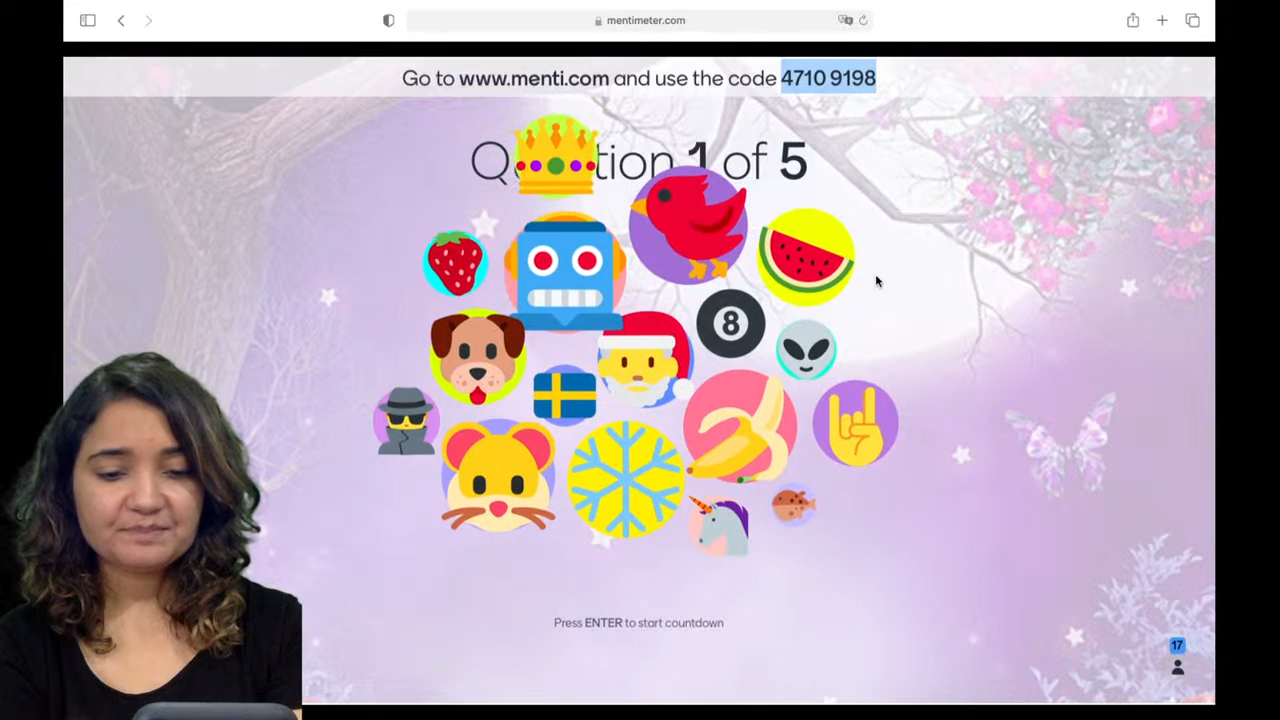 mentimeter.com
Go to www.menti.com and use the code 4710 9198
Question 1 of 5
8
Press ENTER to start countdown
17